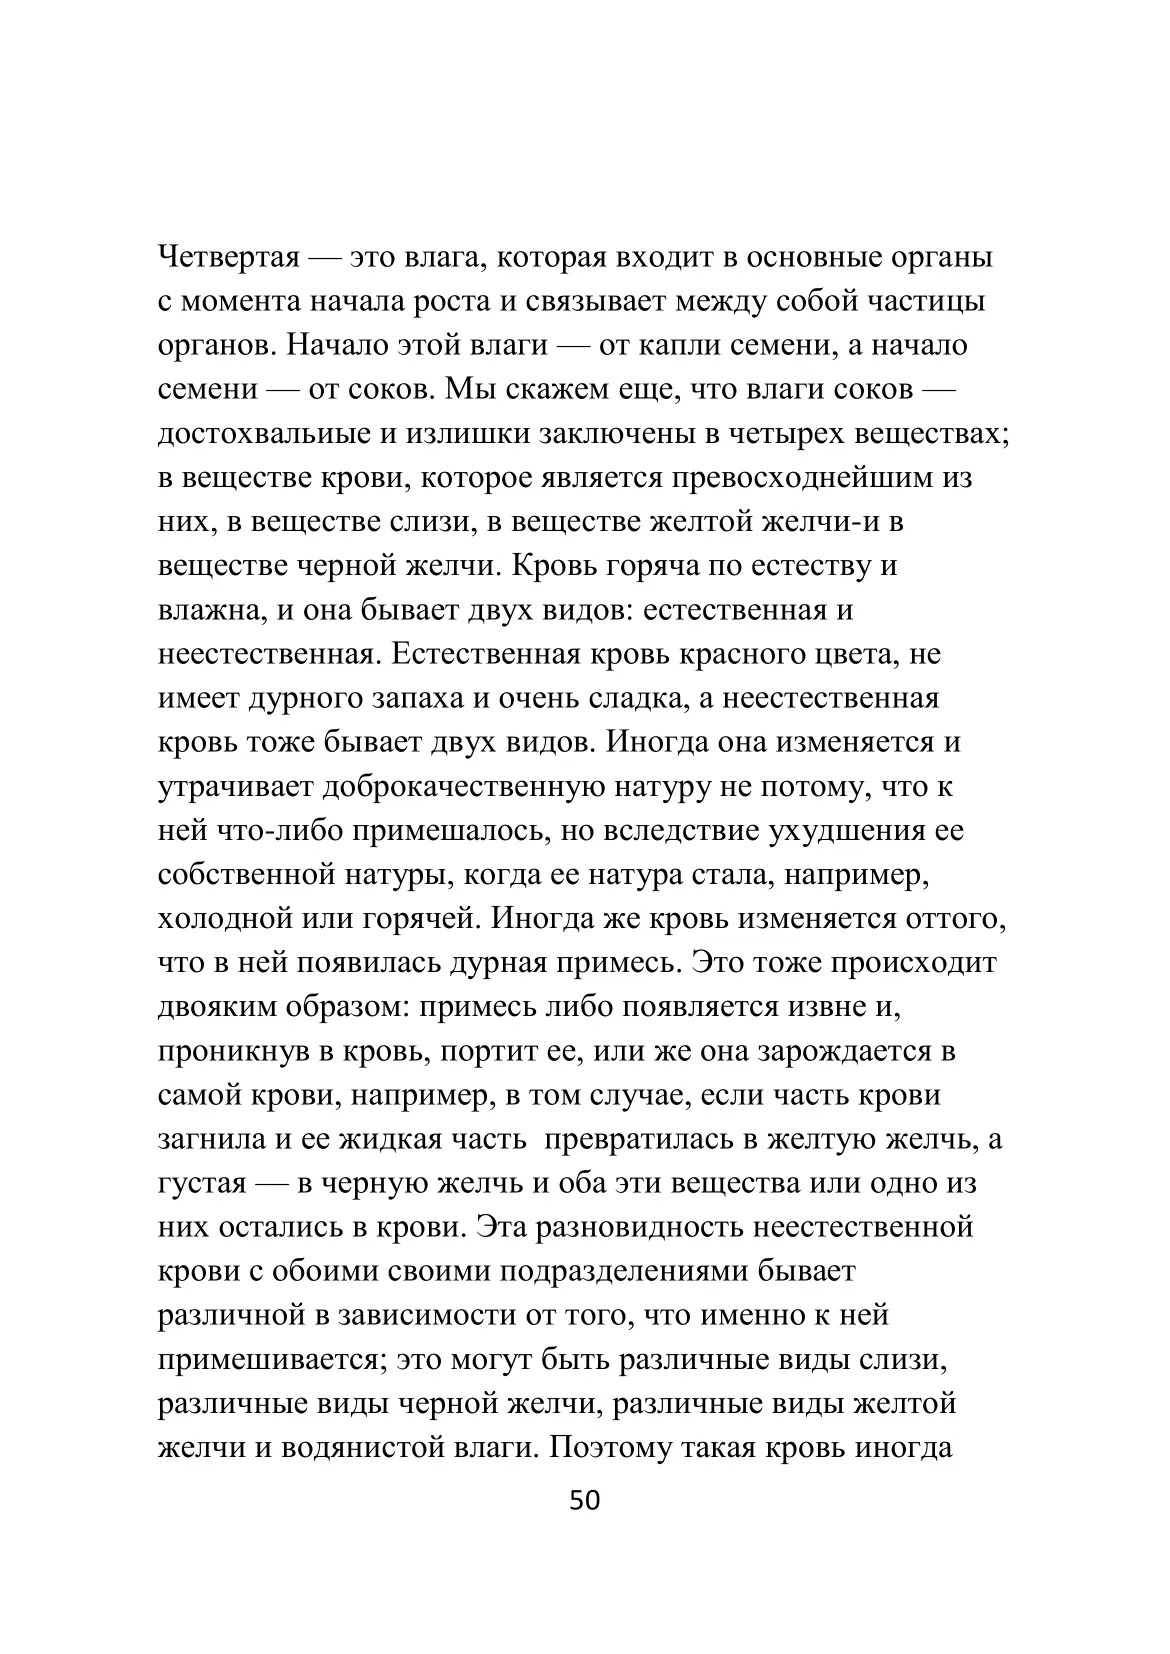 Четвертая — это влага, которая входит в основные органы
с момента начала роста и связывает между собой частицы
органов. Начало этой влаги — от капли семени, а начало
семени — от соков. Мы скажем еще, что влаги соков —
достохвальиые и излишки заключены в четырех веществах;
в веществе крови, которое является превосходнейшим из
них, в веществе слизи, в веществе желтой желчи-и в
веществе черной желчи. Кровь горяча по естеству и
влажна, и она бывает двух видов: естественная и
неестественная. Естественная кровь красного цвета, не
имеет дурного запаха и очень сладка, а неестественная
кровь тоже бывает двух видов. Иногда она изменяется и
утрачивает доброкачественную натуру не потому, что к
ней что-либо примешалось, но вследствие ухудшения ее
собственной натуры, когда ее натура стала, например,
холодной или горячей. Иногда же кровь изменяется оттого,
что в ней появилась дурная примесь. Это тоже происходит
двояким образом: примесь либо появляется извне и,
проникнув в кровь, портит ее, или же она зарождается в
самой крови, например, в том случае, если часть крови
загнила и ее жидкая часть  превратилась в желтую желчь, а
густая — в черную желчь и оба эти вещества или одно из
них остались в крови. Эта разновидность неестественной
крови с обоими своими подразделениями бывает
различной в зависимости от того, что именно к ней
примешивается; это могут быть различные виды слизи,
различные виды черной желчи, различные виды желтой
желчи и водянистой влаги. Поэтому такая кровь иногда
50